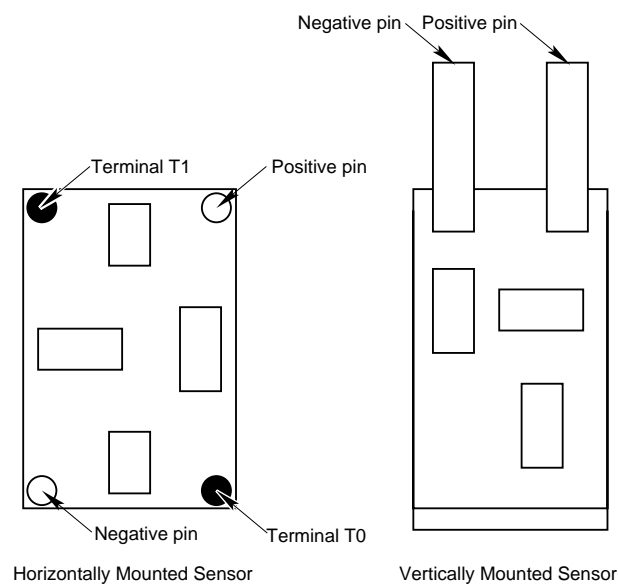 Negative pin Positive pin
Terminal T1 Positive pin
Negative pin Terminal T0
Horizontally Mounted Sensor Vertically Mounted Sensor